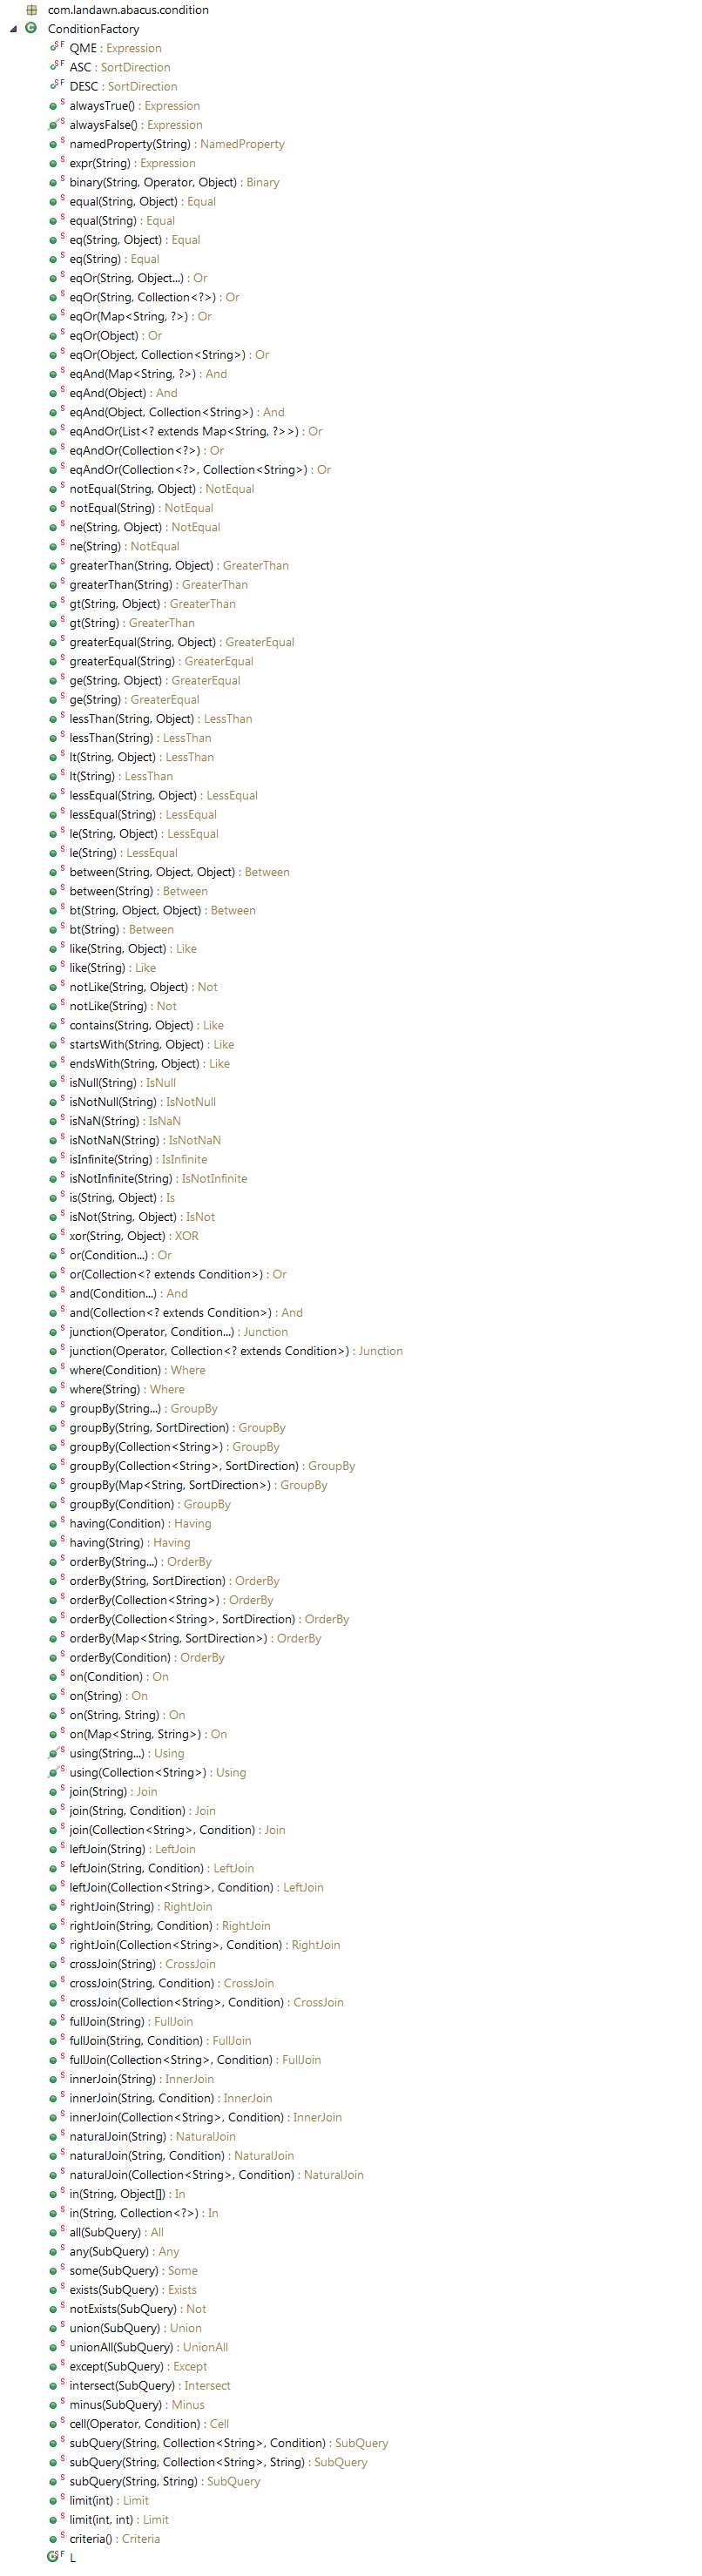 com.landawn.abacus.condition
ConditionFactory
QME : Expression
ASC : SortDirection
DESC : SortDirection
alwaysTrue() : Expression
alwaysFalse() : Expression
namedProperty(String) : NamedProperty
expr(String) : Expression
binary(String, Operator, Object) : Binary
equal(String, Object) : Equal
equal(String) : Equal
eq(String, Object) : Equal
eq(String) : Equal
eqOr(String, Object...) : Or
eqOr(String, Collection<?>) : Or
eqOr(Map<String, ?>) : Or
eqOr(Object) : Or
eqOr(Object, Collection<String>) : Or
eqAnd(Map<String, ?>) : And
eqAnd(Object) : And
eqAnd(Object, Collection<String>) : And
eqAndOr(List<? extends Map<String, ?>>) : Or
eqAndOr(Collection<?>) : Or
eqAndOr(Collection<?>, Collection<String>) : Or
notEqual(String, Object) : NotEqual
notEqual(String) : NotEqual
ne(String, Object) : NotEqual
ne(String) : NotEqual
greaterThan(String, Object) : GreaterThan
greaterThan(String) : GreaterThan
gt(String, Object) : GreaterThan
gt(String) : GreaterThan
greaterEqual(String, Object) : GreaterEqual
greaterEqual(String) : GreaterEqual
ge(String, Object) : GreaterEqual
ge(String) : GreaterEqual
lessThan(String, Object) : LessThan
lessThan(String) : LessThan
lt(String, Object) : LessThan
lt(String) : LessThan
lessEqual(String, Object) : LessEqual
lessEqual(String) : LessEqual
le(String, Object) : LessEqual
le(String) : LessEqual
between(String, Object, Object) : Between
between(String) : Between
bt(String, Object, Object) : Between
bt(String) : Between
like(String, Object) : Like
like(String) : Like
notLike(String, Object) : Not
notLike(String) : Not
contains(String, Object) : Like
startsWith(String, Object) : Like
endsWith(String, Object) : Like
isNull(String) : IsNull
isNotNull(String) : IsNotNull
isNaN(String) : IsNaN
isNotNaN(String) : IsNotNaN
isInfinite(String) : IsInfinite
isNotInfinite(String) : IsNotInfinite
is(String, Object) : Is
isNot(String, Object) : IsNot
xor(String, Object) : XOR
or(Condition...) : Or
or(Collection<? extends Condition>) : Or
and(Condition...) : And
and(Collection<? extends Condition>) : And
junction(Operator, Condition...) : Junction
junction(Operator, Collection<? extends Condition>) : Junction
where(Condition) : Where
where(String) : Where
groupBy(String...) : GroupBy
groupBy(String, SortDirection) : GroupBy
groupBy(Collection<String>) : GroupBy
groupBy(Collection<String>, SortDirection) : GroupBy
groupBy(Map<String, SortDirection>) : GroupBy
groupBy(Condition) : GroupBy
having(Condition) : Having
having(String) : Having
orderBy(String...) : OrderBy
orderBy(String, SortDirection) : OrderBy
orderBy(Collection<String>) : OrderBy
orderBy(Collection<String>, SortDirection) : OrderBy
orderBy(Map<String, SortDirection>) : OrderBy
orderBy(Condition) : OrderBy
on(Condition) : On
on(String) : On
on(String, String) : On
on(Map<String, String>) : On
using(String...) : Using
using(Collection<String>) : Using
join(String) : Join
join(String, Condition) : Join
join(Collection<String>, Condition) : Join
leftJoin(String) : LeftJoin
leftJoin(String, Condition) : LeftJoin
leftJoin(Collection<String>, Condition) : LeftJoin
rightJoin(String) : RightJoin
rightJoin(String, Condition) : RightJoin
rightJoin(Collection<String>, Condition) : RightJoin
crossJoin(String) : CrossJoin
crossJoin(String, Condition) : CrossJoin
crossJoin(Collection<String>, Condition) : CrossJoin
fullJoin(String) : FullJoin
fullJoin(String, Condition) : FullJoin
fullJoin(Collection<String>, Condition) : FullJoin
innerJoin(String) : InnerJoin
innerJoin(String, Condition) : InnerJoin
innerJoin(Collection<String>, Condition) : InnerJoin
naturalJoin(String) : NaturalJoin
naturalJoin(String, Condition) : NaturalJoin
naturalJoin(Collection<String>, Condition) : NaturalJoin
in(String, Object[]) : In
in(String, Collection<?>) : In
all(SubQuery) : All
any(SubQuery) : Any
some(SubQuery) : Some
exists(SubQuery) : Exists
notExists(SubQuery) : Not
union(SubQuery) : Union
unionAll(SubQuery) : UnionAll
except(SubQuery) : Except
intersect(SubQuery) : Intersect
minus(SubQuery) : Minus
cell(Operator, Condition) : Cell
subQuery(String, Collection<String>, Condition) : SubQuery
subQuery(String, Collection<String>, String) : SubQuery
subQuery(String, String) : SubQuery
limit(int) : Limit
limit(int, int) : Limit
criteria() : Criteria
L